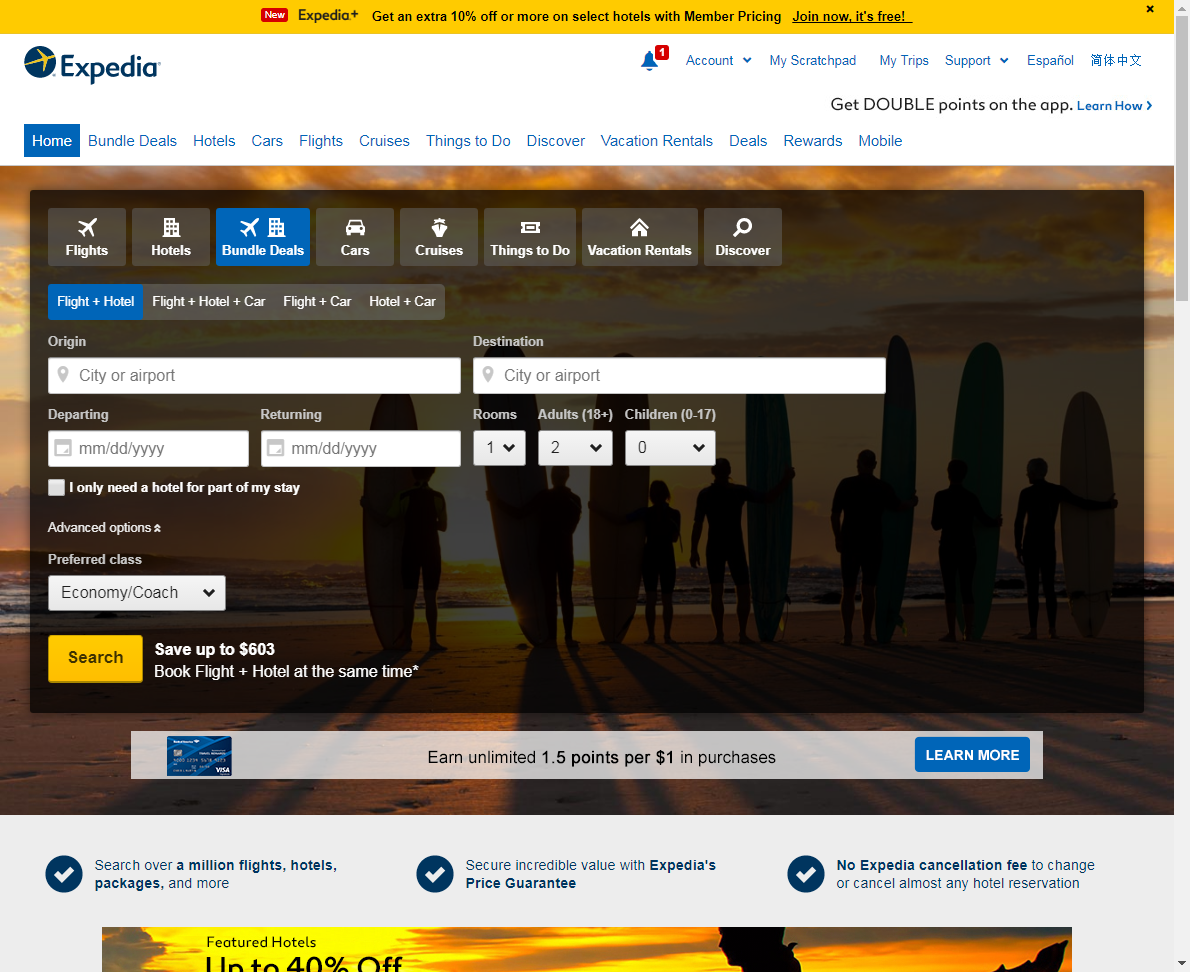 New Expedia+ Get an extra 10% off or more on select hotels with Member Pricing Join now, it's free!
Expedia
1 Account My Scratchpad My Trips Support Español 简体中文
Get DOUBLE points on the app. Learn How
Home Bundle Deals Hotels Cars Flights Cruises Things to Do Discover Vacation Rentals Deals Rewards Mobile
Flights Hotels Bundle Deals Cars Cruises Things to Do Vacation Rentals Discover
Flight + Hotel Flight + Hotel + Car Flight + Car Hotel + Car
Origin Destination
City or airport City or airport
Departing Returning Rooms Adults (18+) Children (0-17)
mm/dd/yyyy mm/dd/yyyy 1 2 0
I only need a hotel for part of my stay
Advanced options
Preferred class
Economy/Coach
Search
Save up to $603
Book Flight + Hotel at the same time*
VISA
Earn unlimited 1.5 points per $1 in purchases
LEARN MORE
Search over a million flights, hotels,
packages, and more
Secure incredible value with Expedia's
Price Guarantee
No Expedia cancellation fee to change
or cancel almost any hotel reservation
Featured Hotels
Up to 40% Off